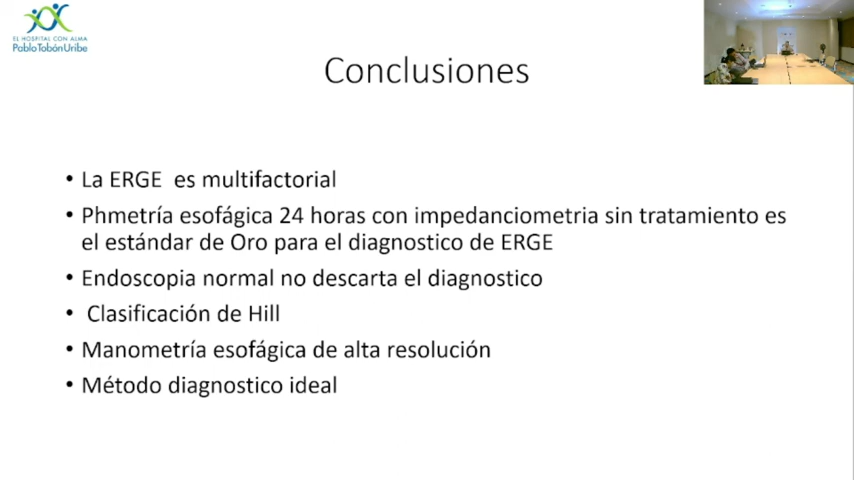 EL HOSPITAL CON ALMA
Pablo Tobón Uribe
Conclusiones
• La ERGE es multifactorial
• Phmetría esofágica 24 horas con impedanciometria sin tratamiento es
el estándar de Oro para el diagnostico de ERGE
• Endoscopia normal no descarta el diagnostico
• Clasificación de Hill
• Manometría esofágica de alta resolución
• Método diagnostico ideal